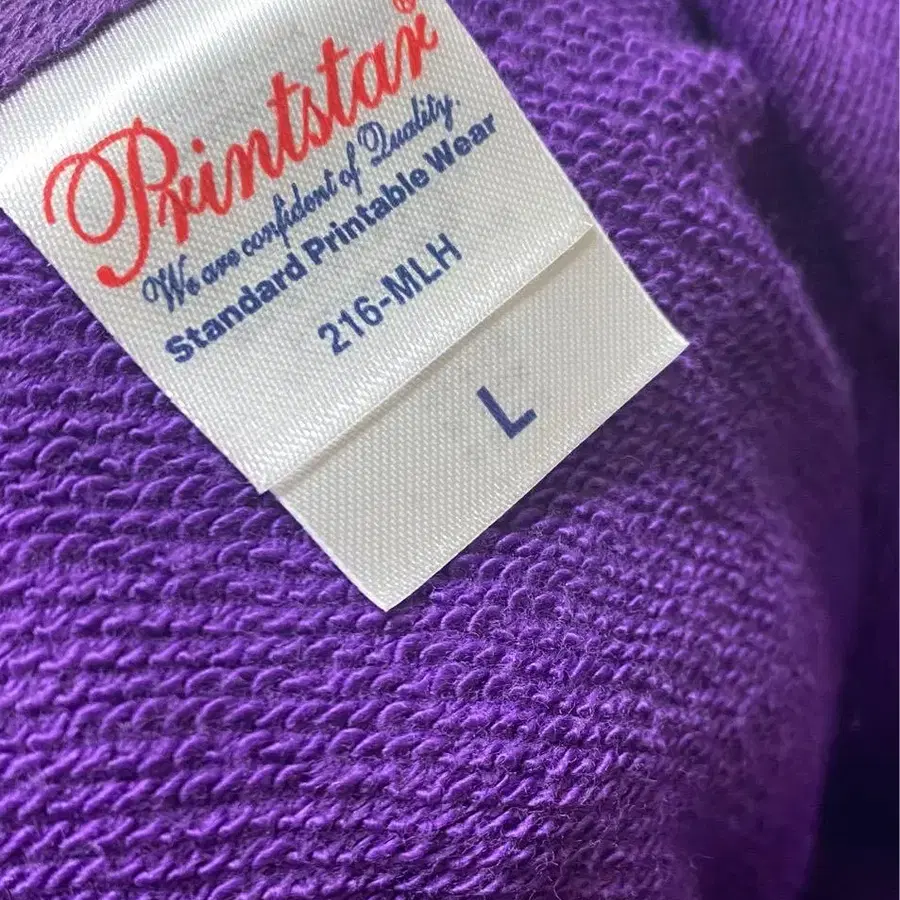 Printstar®
We are confident of Quality.
Standard Printable Wear
216-MLH
L